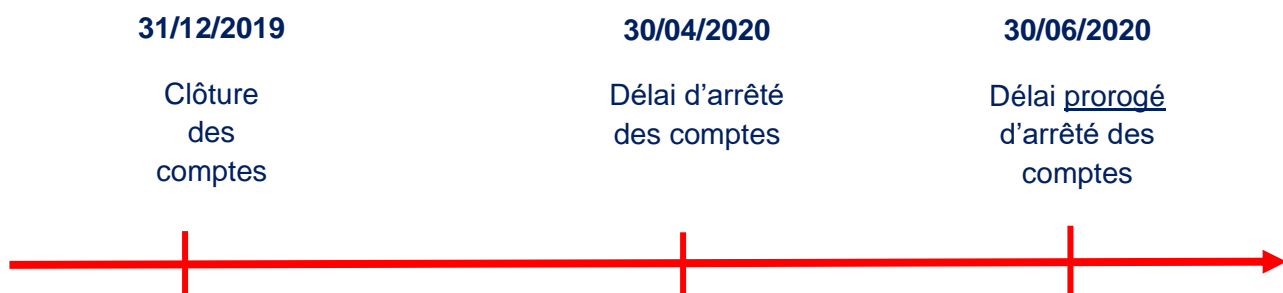 31/12/2019
Clôture
des
comptes
30/04/2020
Délai d’arrêté
des comptes
30/06/2020
Délai prorogé
d’arrêté des
comptes